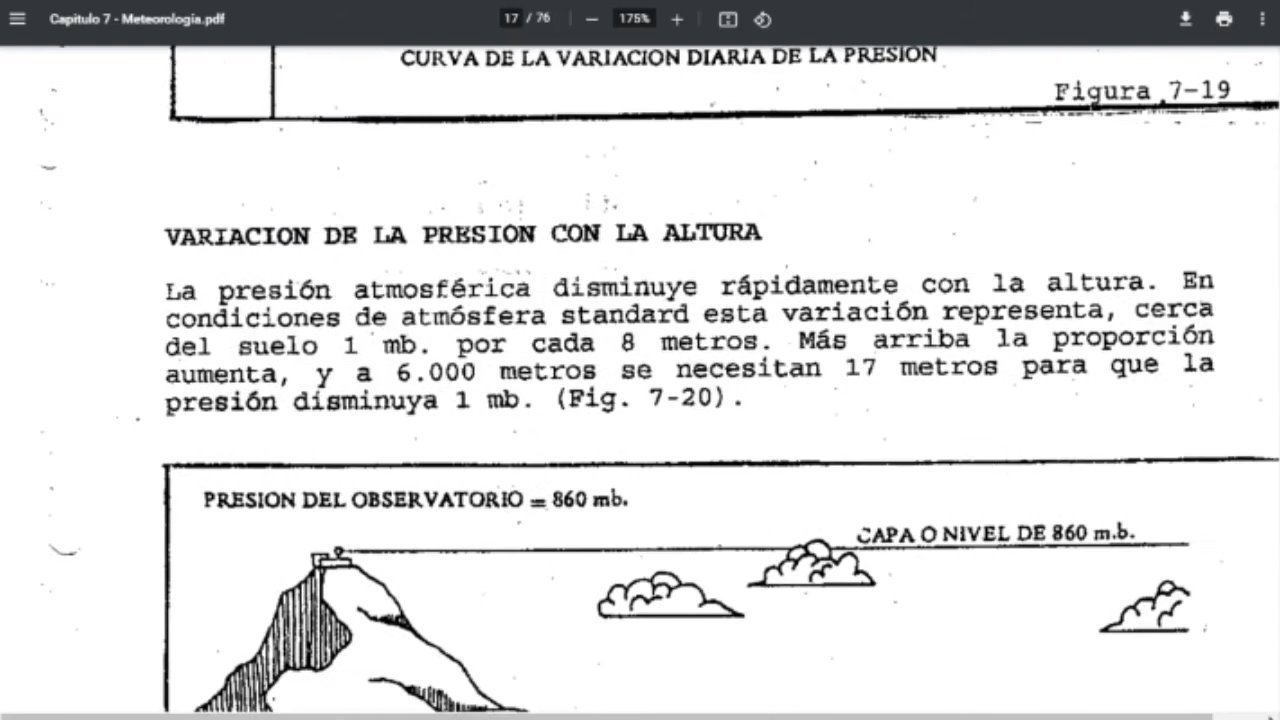 Capitulo 7 - Meteorologia.pdf
17 / 76
175%
CURVA DE LA VARIACION DIARIA DE LA PRESION
Figura 7-19
VARIACION DE LA PRESION CON LA ALTURA
La presión atmosférica disminuye rápidamente con la altura. En
condiciones de atmósfera standard esta variación representa, cerca
del suelo 1 mb. por cada 8 metros. Más arriba la proporción
aumenta, y a 6.000 metros se necesitan 17 metros para que la
presión disminuya 1 mb. (Fig. 7-20).
PRESION DEL OBSERVATORIO = 860 mb.
CAPA O NIVEL DE 860 m.b.